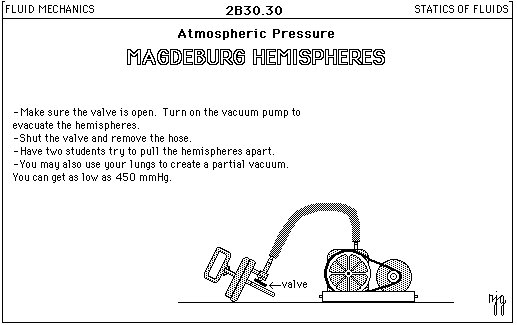 FLUID MECHANICS 2B30.30 STATICS OF FLUIDS
Atmospheric Pressure
MAGDEBURG HEMISPHERES
-Make sure the valve is open. Turn on the vacuum pump to
evacuate the hemispheres.
-Shut the valve and remove the hose.
-Have two students try to pull the hemispheres apart.
-You may also use your lungs to create a partial vacuum.
You can get as low as 450 mmHg.
valve
njg